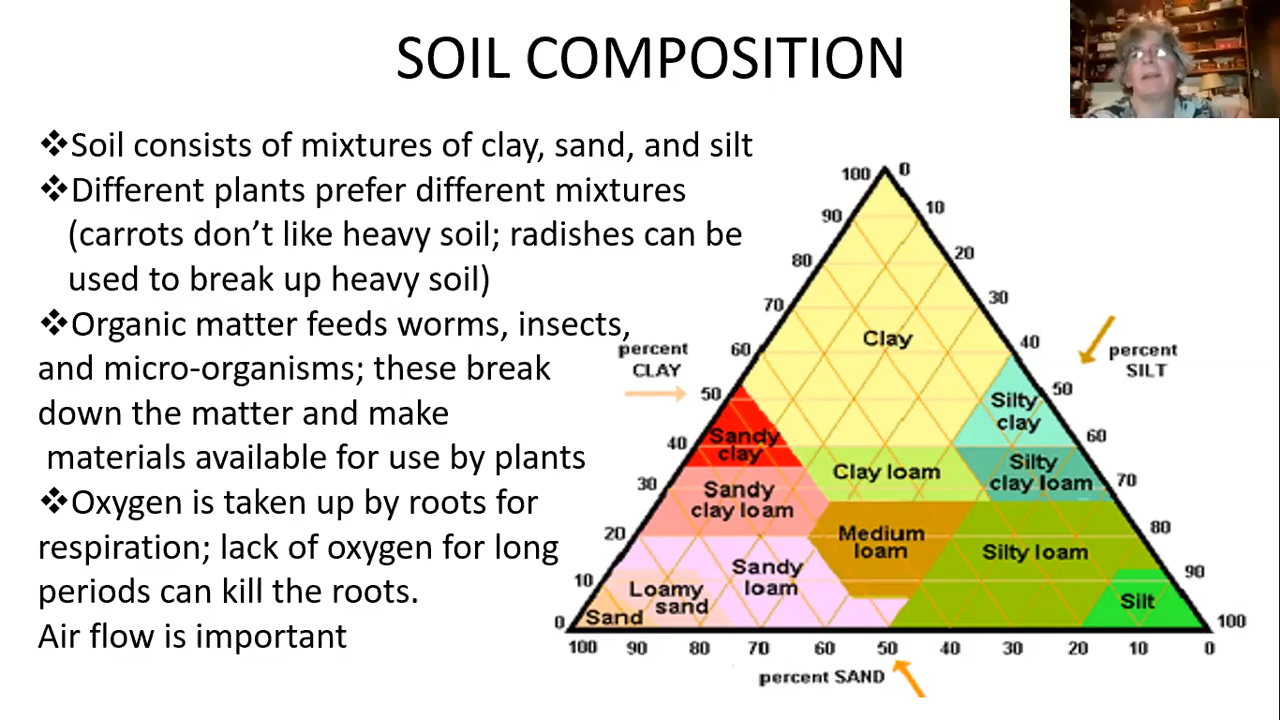 SOIL COMPOSITION
❖Soil consists of mixtures of clay, sand, and silt
❖Different plants prefer different mixtures
(carrots don’t like heavy soil; radishes can be
used to break up heavy soil)
❖Organic matter feeds worms, insects,
and micro-organisms; these break
down the matter and make
materials available for use by plants
❖Oxygen is taken up by roots for
respiration; lack of oxygen for long
periods can kill the roots.
Air flow is important
percent
CLAY
100
90
80
70
60
50
40
30
20
10
0
0
10
20
30
40
50
60
70
80
90
100
percent
SILT
Clay
Silty
clay
Sandy
clay
Clay loam
Silty
clay loam
Sandy
clay loam
Medium
loam
Silty loam
Sandy
loam
Loamy
sand
Sand
Silt
100 90 80 70 60 50 40 30 20 10 0
percent SAND